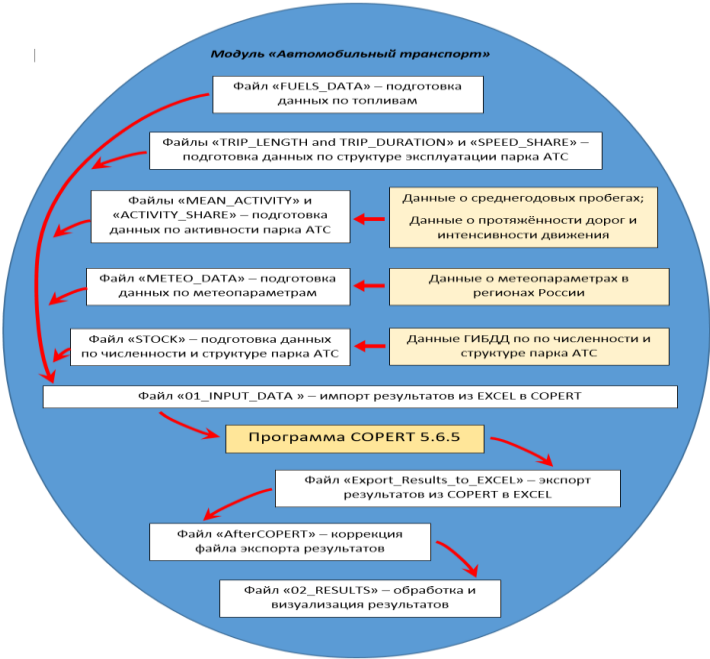 Модуль «Автомобильный транспорт»
Файл «FUELS_DATA» – подготовка
данных по топливам
Файлы «TRIP_LENGTH and TRIP_DURATION» и «SPEED_SHARE» –
подготовка данных по структуре эксплуатации парка АТС
Файлы «MEAN_ACTIVITY» и
«ACTIVITY_SHARE» – подготовка
данных по активности парка АТС
Данные о среднегодовых пробегах;
Данные о протяжённости дорог и
интенсивности движения
Файл «METEO_DATA» – подготовка
данных по метеопараметрам
Данные о метеопараметрах в
регионах России
Файл «STOCK» – подготовка данных
по численности и структуре парка АТС
Данные ГИБДД по по численности и
структуре парка АТС
Файл «01_INPUT_DATA » – импорт результатов из EXCEL в COPERT
Программа COPERT 5.6.5
Файл «Export_Results_to_EXCEL» – экспорт
результатов из COPERT в EXCEL
Файл «AfterCOPERT» – коррекция
файла экспорта результатов
Файл «02_RESULTS» – обработка и
визуализация результатов